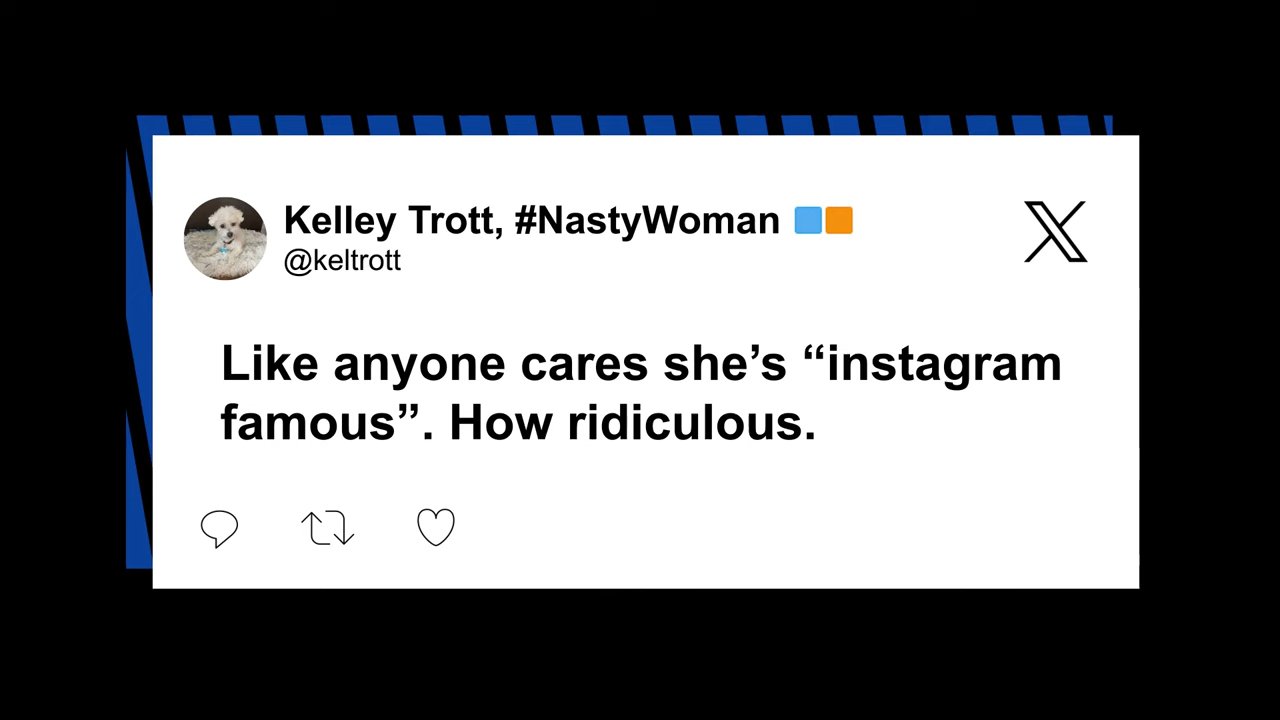 Kelley Trott, #NastyWoman
@keltrott
Like anyone cares she’s “instagram
famous”. How ridiculous.